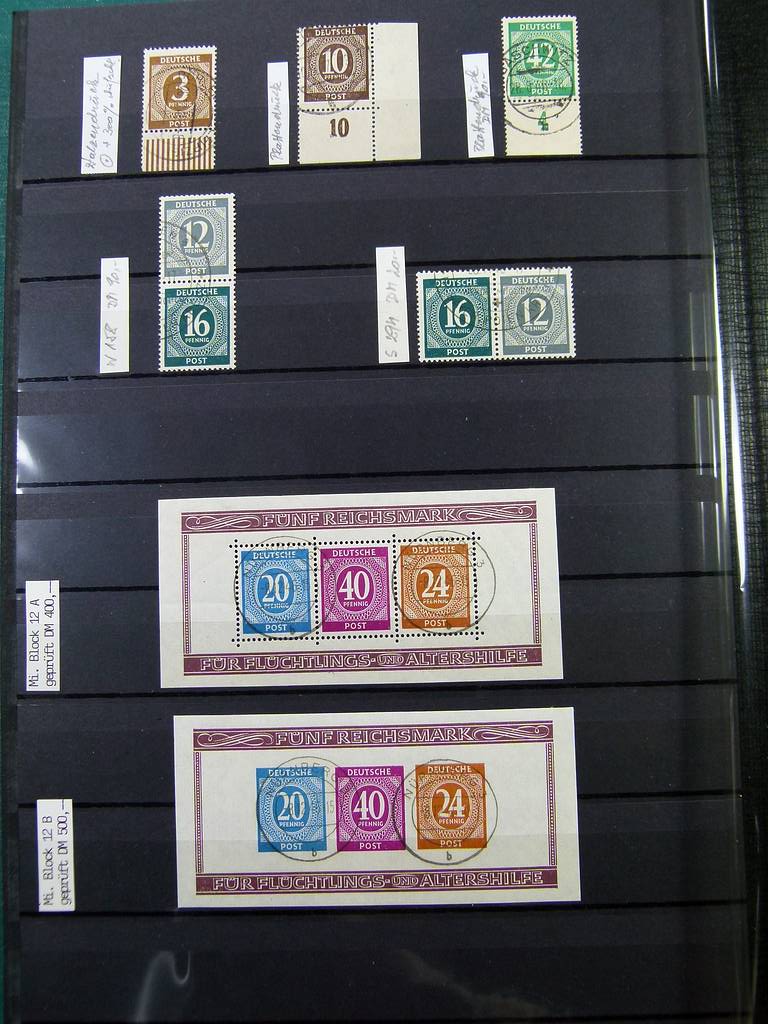 DEUTSCHE
3
PFENNIG
POST
DEUTSCHE
10
PFENNIG
POST
10
Plattendruck
DEUTSCHE
42
PFENNIG
POST
4
Plattendruck
DEUTSCHE
12
PFENNIG
POST
DEUTSCHE
16
PFENNIG
POST
DEUTSCHE
16
PFENNIG
POST
DEUTSCHE
12
PFENNIG
POST
FÜNF REICHSMARK
DEUTSCHE
20
PFENNIG
POST
DEUTSCHE
40
PFENNIG
POST
DEUTSCHE
24
PFENNIG
POST
FÜR FLÜCHTLINGS- UND ALTERSHILFE
Mi. Block 12 A
geprüft DM 400,—
FÜNF REICHSMARK
DEUTSCHE
20
PFENNIG
POST
DEUTSCHE
40
PFENNIG
POST
DEUTSCHE
24
PFENNIG
POST
b
b
FÜR FLÜCHTLINGS- UND ALTERSHILFE
Mi. Block 12 B
geprüft DM 500,—